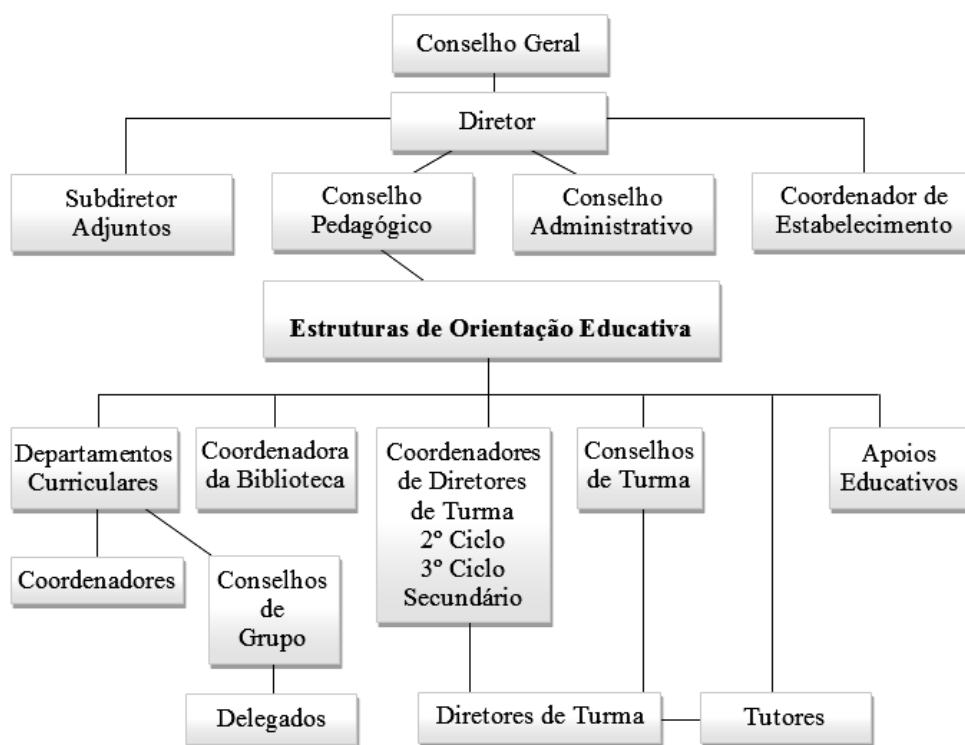 Conselho Geral
Diretor
Subdiretor
Adjuntos
Conselho
Pedagógico
Conselho
Administrativo
Coordenador de
Estabelecimento
Estruturas de Orientação Educativa
Departamentos
Curriculares
Coordenadora
da Biblioteca
Coordenadores
de Diretores
de Turma
2º Ciclo
3º Ciclo
Secundário
Conselhos
de Turma
Apoios
Educativos
Coordenadores
Conselhos
de
Grupo
Delegados
Diretores de Turma
Tutores